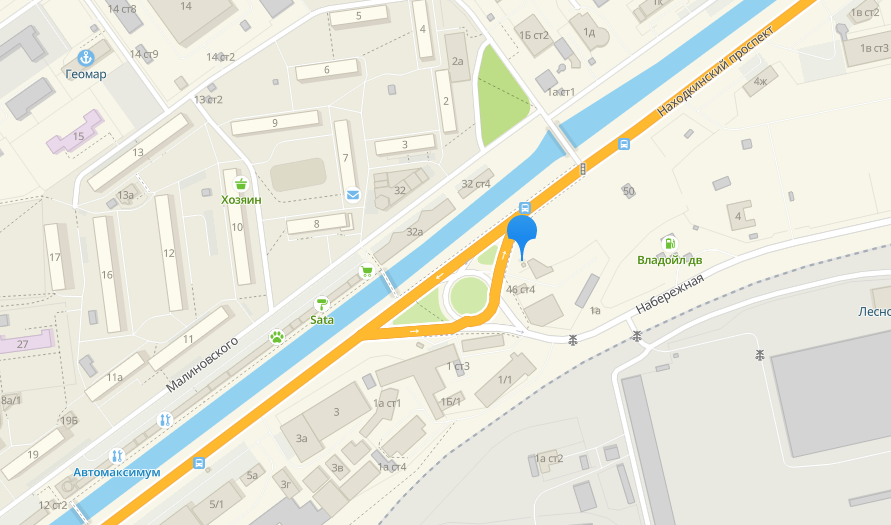 14 ст8
14
5
4
1Б ст2
1д
1к
1в ст2
1в ст3
14 ст9
14 ст2
2а
Геомар
6
1а ст1
4ж
Находкинский проспект
13 ст2
2
15
9
13
7
3
32
32 ст4
50
13а
Хозяин
10
8
32а
4
17
16
12
Владойл дв
46 ст4
Набережная
1а
Лесно
Sata
11
Малиновского
27
11а
1 ст3
1/1
8а/1
19Б
3
1а ст1
1Б/1
3а
19
Автомаксимум
3в
1а ст4
1а ст2
5а
3г
12 ст2
5/1